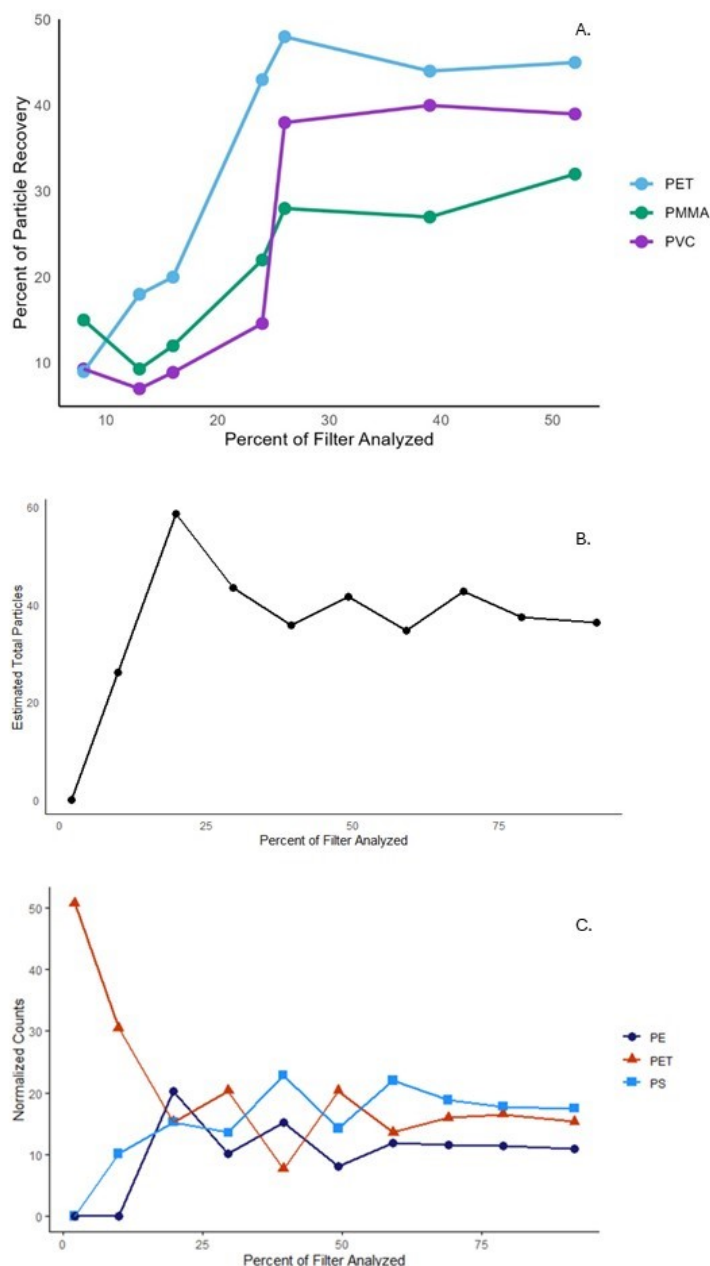 A.
50
40
30
20
10
Percent of Particle Recovery
10 20 30 40 50
Percent of Filter Analyzed
PET
PMMA
PVC
B.
60
40
20
0
Estimated Total Particles
0 25 50 75
Percent of Filter Analyzed
C.
50
40
30
20
10
0
Normalized Counts
0 25 50 75
Percent of Filter Analyzed
PE
PET
PS